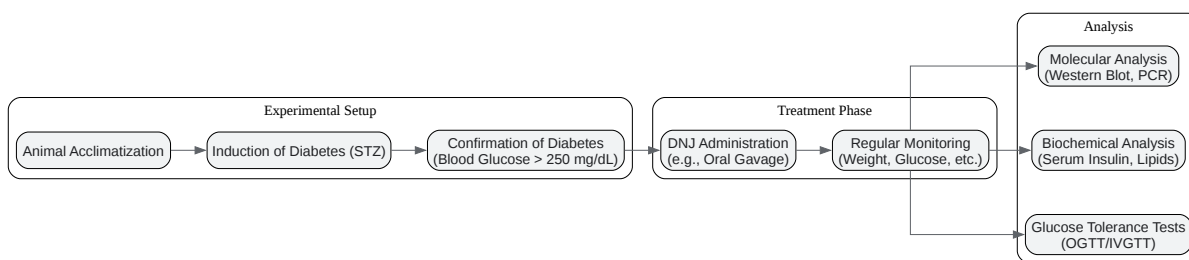 Experimental Setup
Animal Acclimatization
Induction of Diabetes (STZ)
Confirmation of Diabetes
(Blood Glucose > 250 mg/dL)
Treatment Phase
DNJ Administration
(e.g., Oral Gavage)
Regular Monitoring
(Weight, Glucose, etc.)
Analysis
Molecular Analysis
(Western Blot, PCR)
Biochemical Analysis
(Serum Insulin, Lipids)
Glucose Tolerance Tests
(OGTT/IVGTT)